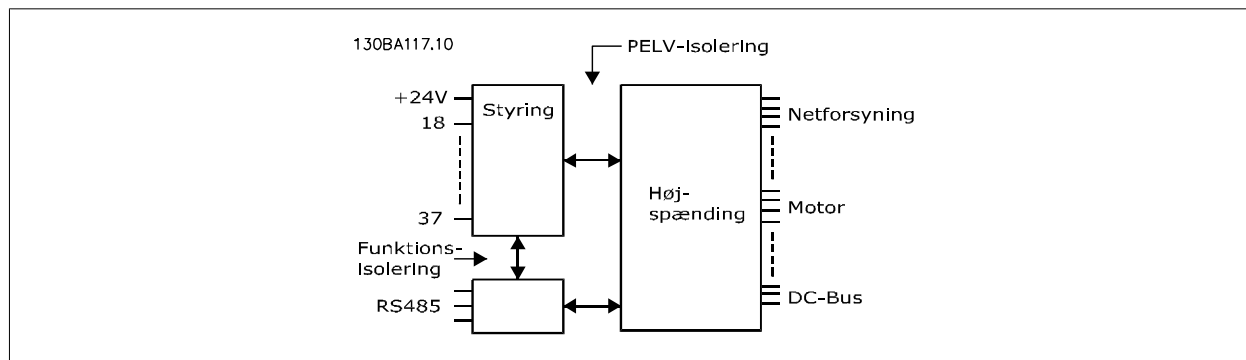 130BA117.10
PELV-isolering
+24V
Styring
18
37
Funktions-
isolering
RS485
Høj-
spænding
Netforsyning
Motor
DC-Bus